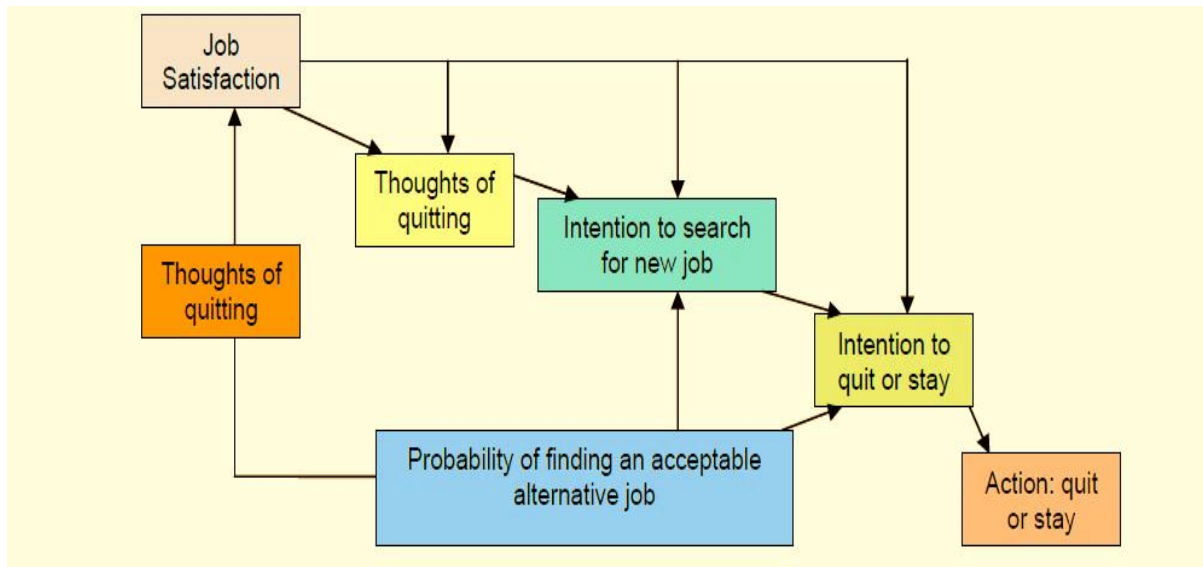 Job
Satisfaction
Thoughts of
quitting
Intention to search
for new job
Thoughts of
quitting
Intention to
quit or stay
Probability of finding an acceptable
alternative job
Action: quit
or stay